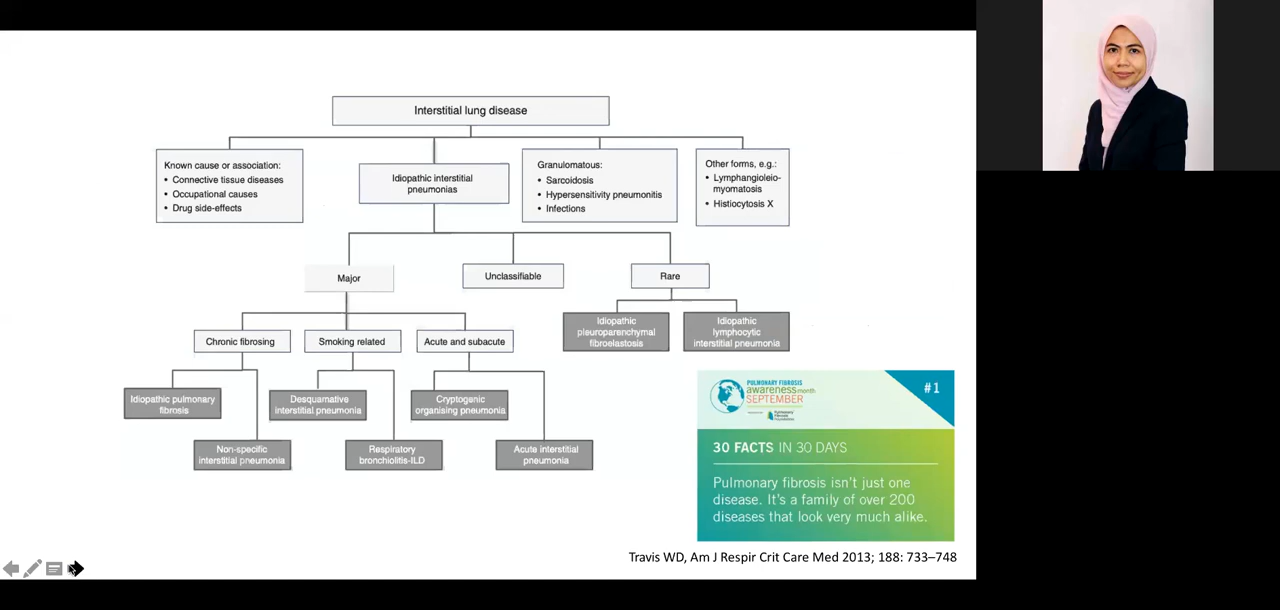 Interstitial lung disease
Known cause or association:
• Connective tissue diseases
• Occupational causes
• Drug side-effects
Idiopathic interstitial
pneumonias
Granulomatous:
• Sarcoidosis
• Hypersensitivity pneumonitis
• Infections
Other forms, e.g.:
• Lymphangioleio-
myomatosis
• Histiocytosis X
Major
Unclassifiable
Rare
Idiopathic
pleuroparenchymal
fibroelastosis
Idiopathic
lymphocytic
interstitial pneumonia
Chronic fibrosing
Smoking related
Acute and subacute
Idiopathic pulmonary
fibrosis
Desquamative
interstitial pneumonia
Cryptogenic
organising pneumonia
Non-specific
interstitial pneumonia
Respiratory
bronchiolitis-ILD
Acute interstitial
pneumonia
PULMONARY FIBROSIS
awareness month
SEPTEMBER
Pulmonary
Fibrosis
Foundation
#1
30 FACTS IN 30 DAYS
Pulmonary fibrosis isn't just one
disease. It's a family of over 200
diseases that look very much alike.
Travis WD, Am J Respir Crit Care Med 2013; 188: 733–748